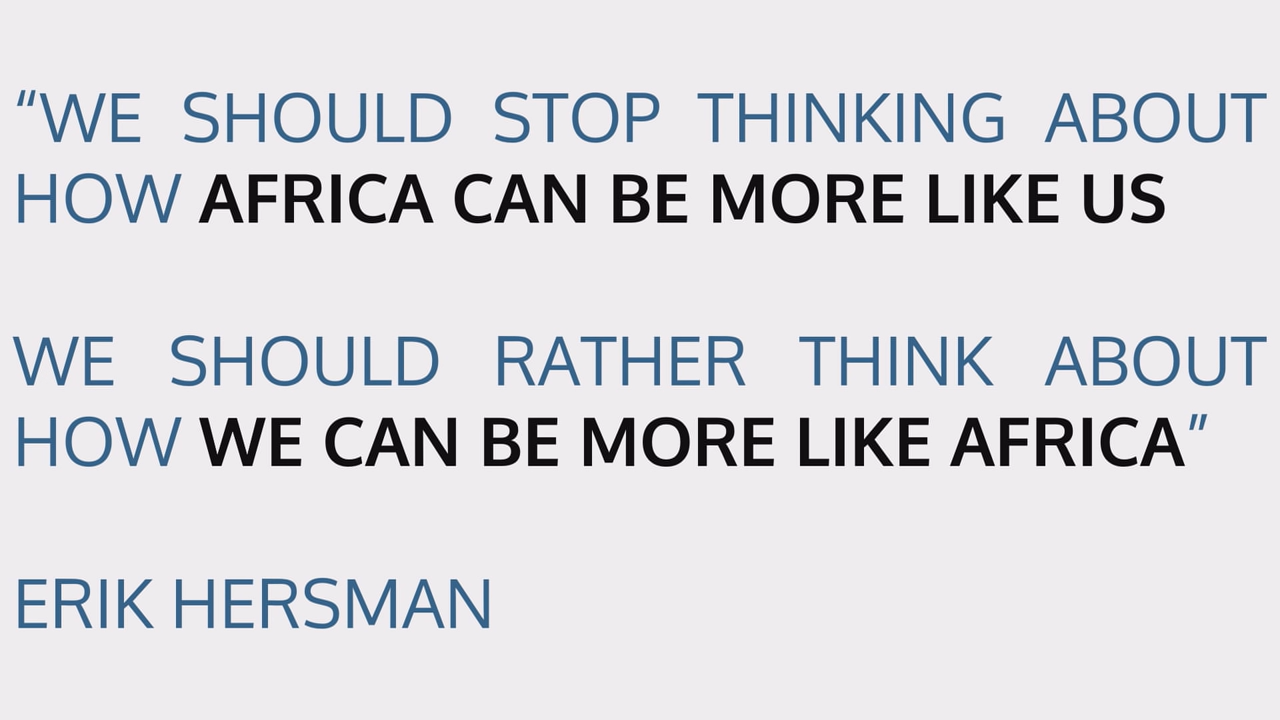 “WE SHOULD STOP THINKING ABOUT
HOW AFRICA CAN BE MORE LIKE US
WE SHOULD RATHER THINK ABOUT
HOW WE CAN BE MORE LIKE AFRICA”
ERIK HERSMAN